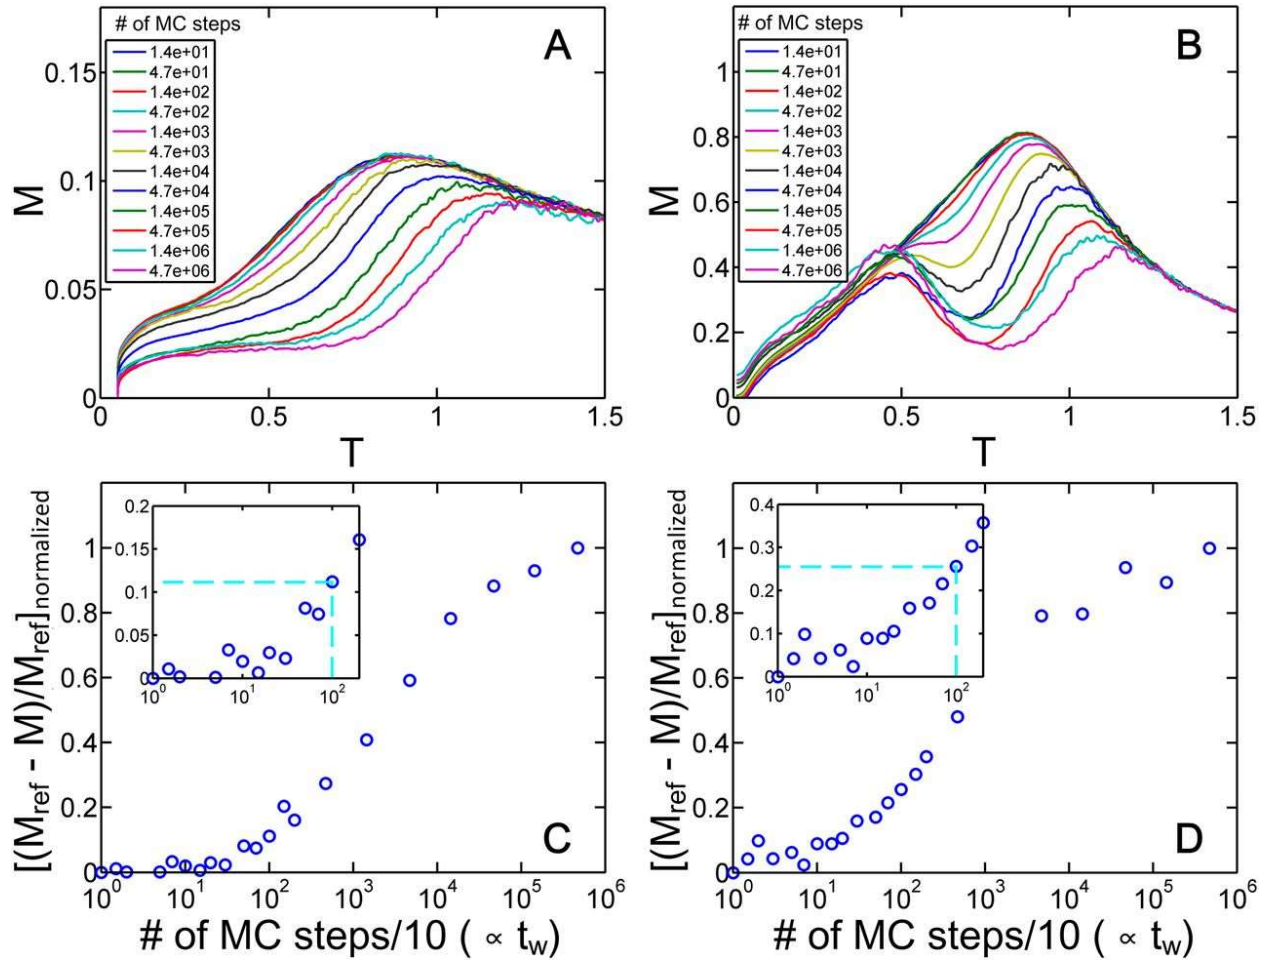 # of MC steps
1.4e+01
4.7e+01
1.4e+02
4.7e+02
1.4e+03
4.7e+03
1.4e+04
4.7e+04
1.4e+05
4.7e+05
1.4e+06
4.7e+06
A
M
0.15
0.1
0.05
0
0 0.5 1 1.5
T
# of MC steps
1.4e+01
4.7e+01
1.4e+02
4.7e+02
1.4e+03
4.7e+03
1.4e+04
4.7e+04
1.4e+05
4.7e+05
1.4e+06
4.7e+06
B
M
1
0.8
0.6
0.4
0.2
0
0 0.5 1 1.5
T
[(M_ref - M)/M_ref]_normalized
1
0.8
0.6
0.4
0.2
0
0.2
0.15
0.1
0.05
0
10^0 10^1 10^2
C
10^0 10^1 10^2 10^3 10^4 10^5 10^6
# of MC steps/10 ( ∝ t_w)
[(M_ref - M)/M_ref]_normalized
1
0.8
0.6
0.4
0.2
0
0.4
0.3
0.2
0.1
0
10^0 10^1 10^2
D
10^0 10^1 10^2 10^3 10^4 10^5 10^6
# of MC steps/10 ( ∝ t_w)